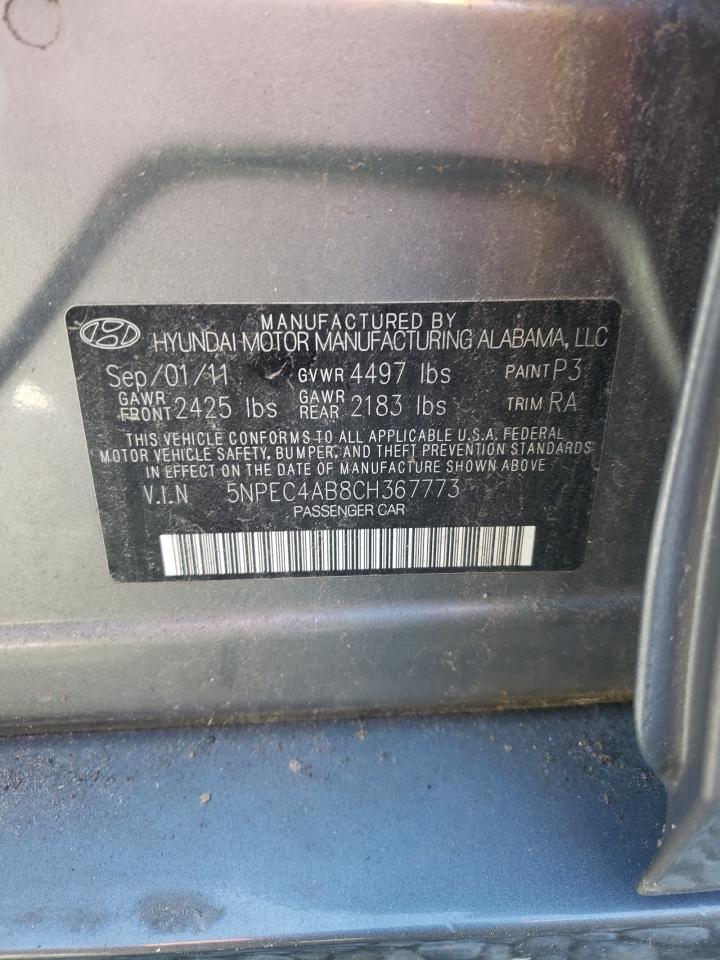 MANUFACTURED BY
HYUNDAI MOTOR MANUFACTURING ALABAMA, LLC
Sep/01/11 GVWR 4497 lbs PAINT P3
GAWR FRONT 2425 lbs GAWR REAR 2183 lbs TRIM RA
THIS VEHICLE CONFORMS TO ALL APPLICABLE U.S.A. FEDERAL
MOTOR VEHICLE SAFETY, BUMPER, AND THEFT PREVENTION STANDARDS
IN EFFECT ON THE DATE OF MANUFACTURE SHOWN ABOVE.
V.I.N 5NPEC4AB8CH367773
PASSENGER CAR